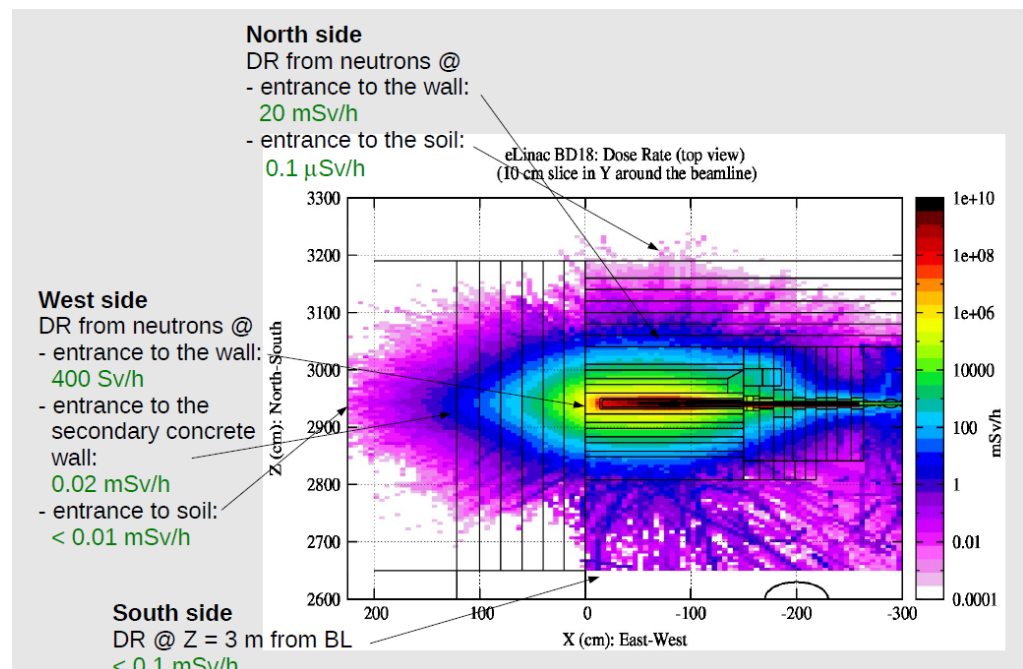 North side
DR from neutrons @
- entrance to the wall:
20 mSv/h
- entrance to the soil:
0.1 μSv/h
eLinac BD18: Dose Rate (top view)
(10 cm slice in Y around the beamline)
West side
DR from neutrons @
- entrance to the wall:
400 Sv/h
- entrance to the
secondary concrete
wall:
0.02 mSv/h
- entrance to soil:
< 0.01 mSv/h
South side
DR @ Z = 3 m from BL
< 0.1 mSv/h
Z (cm): North-South
3300
3200
3100
3000
2900
2800
2700
2600
200
100
0
-100
-200
-300
X (cm): East-West
1e+10
1e+08
1e+06
10000
100
1
0.01
0.0001
mSv/h